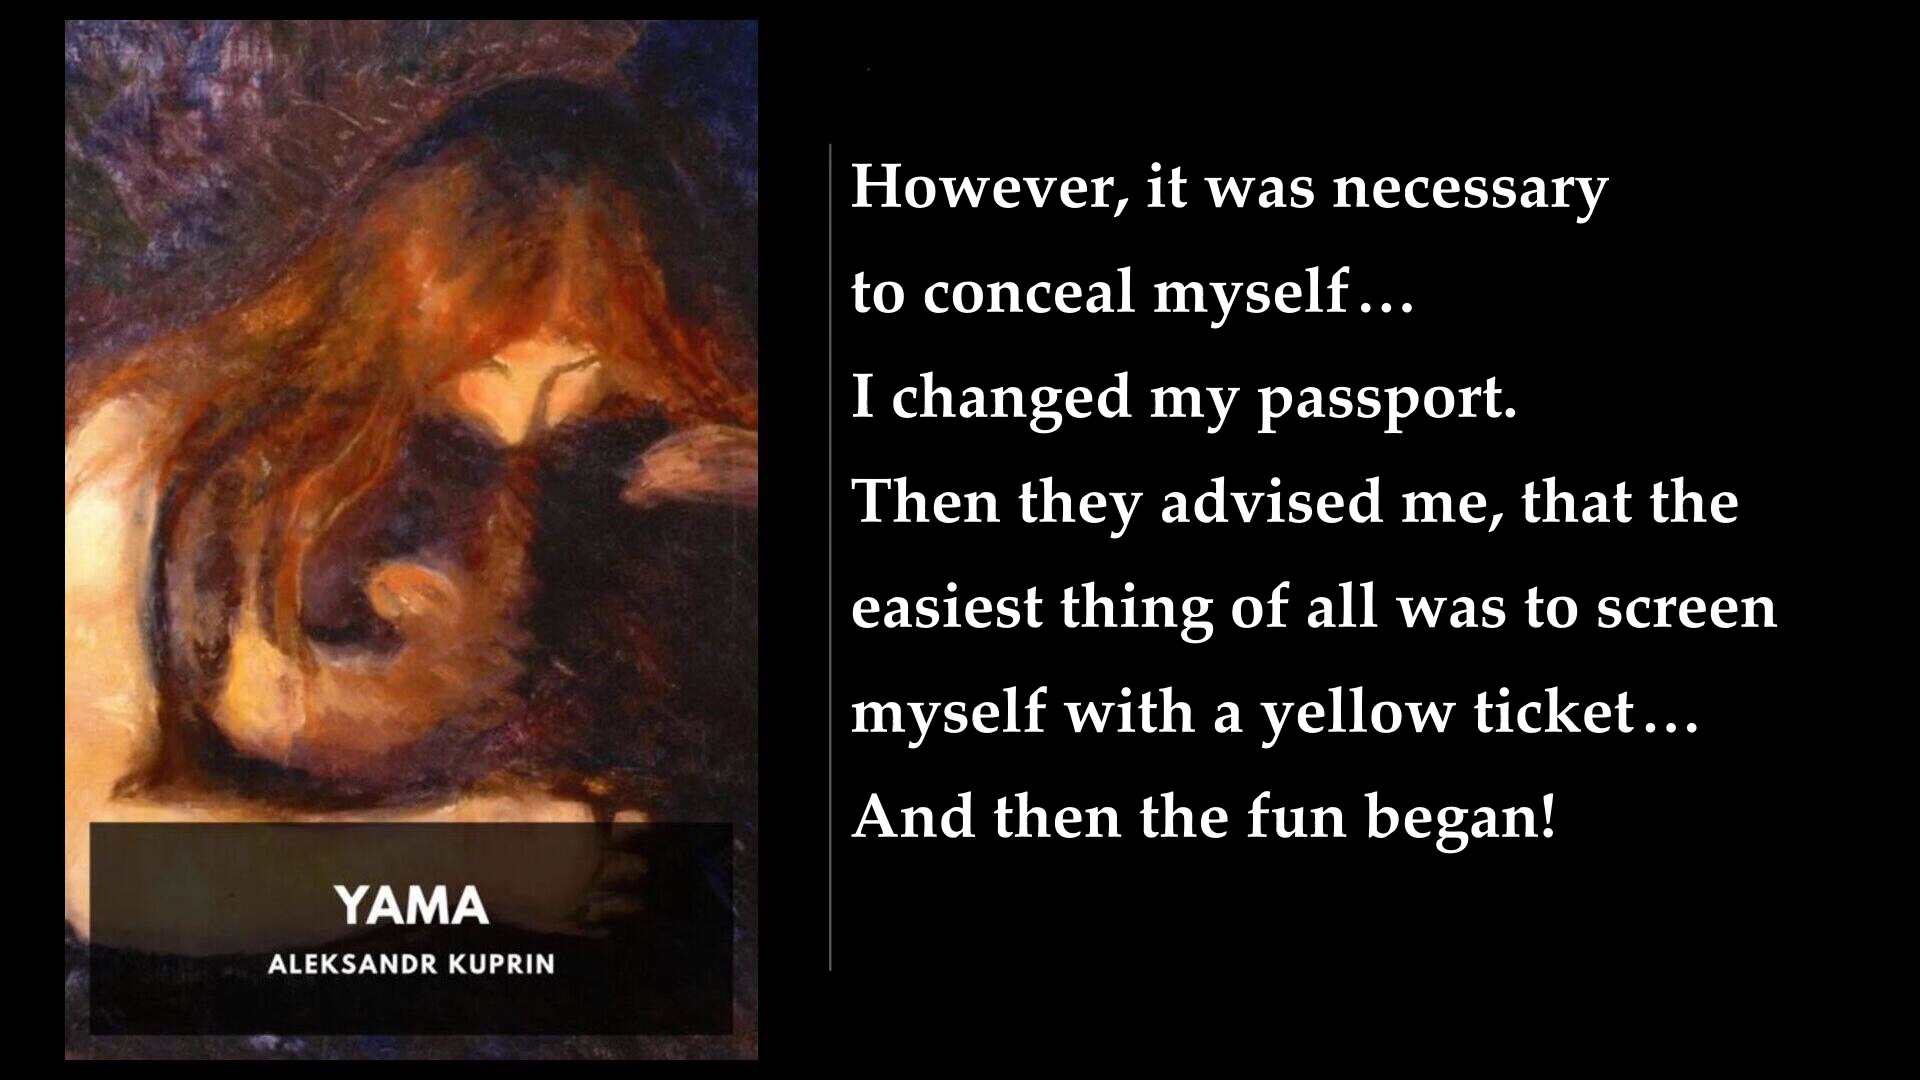 YAMA
ALEKSANDR KUPRIN
However, it was necessary
to conceal myself…
I changed my passport.
Then they advised me, that the
easiest thing of all was to screen
myself with a yellow ticket…
And then the fun began!